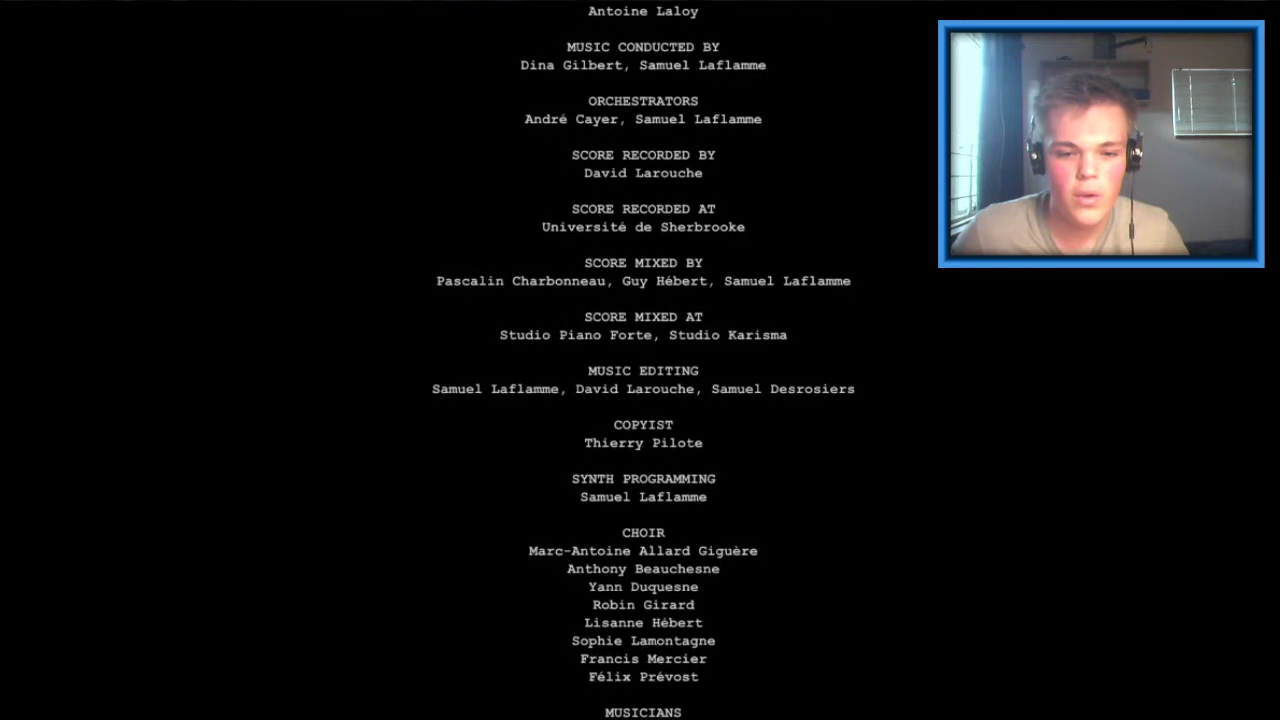 Antoine Laloy
MUSIC CONDUCTED BY
Dina Gilbert, Samuel Laflamme
ORCHESTRATORS
André Cayer, Samuel Laflamme
SCORE RECORDED BY
David Larouche
SCORE RECORDED AT
Université de Sherbrooke
SCORE MIXED BY
Pascalin Charbonneau, Guy Hébert, Samuel Laflamme
SCORE MIXED AT
Studio Piano Forte, Studio Karisma
MUSIC EDITING
Samuel Laflamme, David Larouche, Samuel Desrosiers
COPYIST
Thierry Pilote
SYNTH PROGRAMMING
Samuel Laflamme
CHOIR
Marc-Antoine Allard Giguère
Anthony Beauchesne
Yann Duquesne
Robin Girard
Lisanne Hébert
Sophie Lamontagne
Francis Mercier
Félix Prévost
MUSICIANS